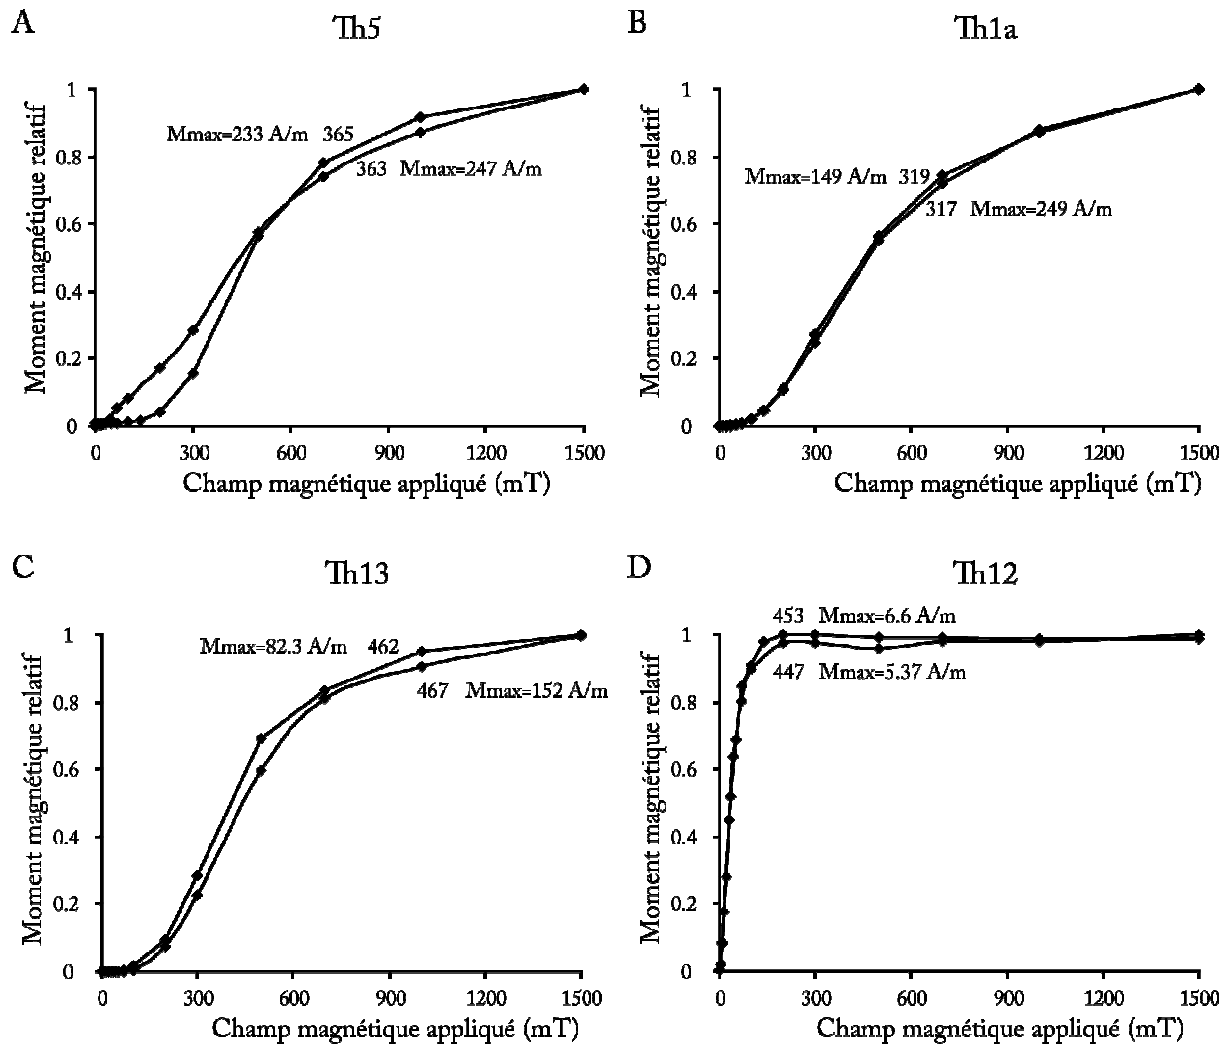 A
Th5
Moment magnétique relatif
1
0.8
0.6
0.4
0.2
0
Mmax=233 A/m 365
363 Mmax=247 A/m
0 300 600 900 1200 1500
Champ magnétique appliqué (mT)
B
Th1a
Moment magnétique relatif
1
0.8
0.6
0.4
0.2
0
Mmax=149 A/m 319
317 Mmax=249 A/m
0 300 600 900 1200 1500
Champ magnétique appliqué (mT)
C
Th13
Moment magnétique relatif
1
0.8
0.6
0.4
0.2
0
Mmax=82.3 A/m 462
467 Mmax=152 A/m
0 300 600 900 1200 1500
Champ magnétique appliqué (mT)
D
Th12
Moment magnétique relatif
1
0.8
0.6
0.4
0.2
0
453 Mmax=6.6 A/m
447 Mmax=5.37 A/m
0 300 600 900 1200 1500
Champ magnétique appliqué (mT)